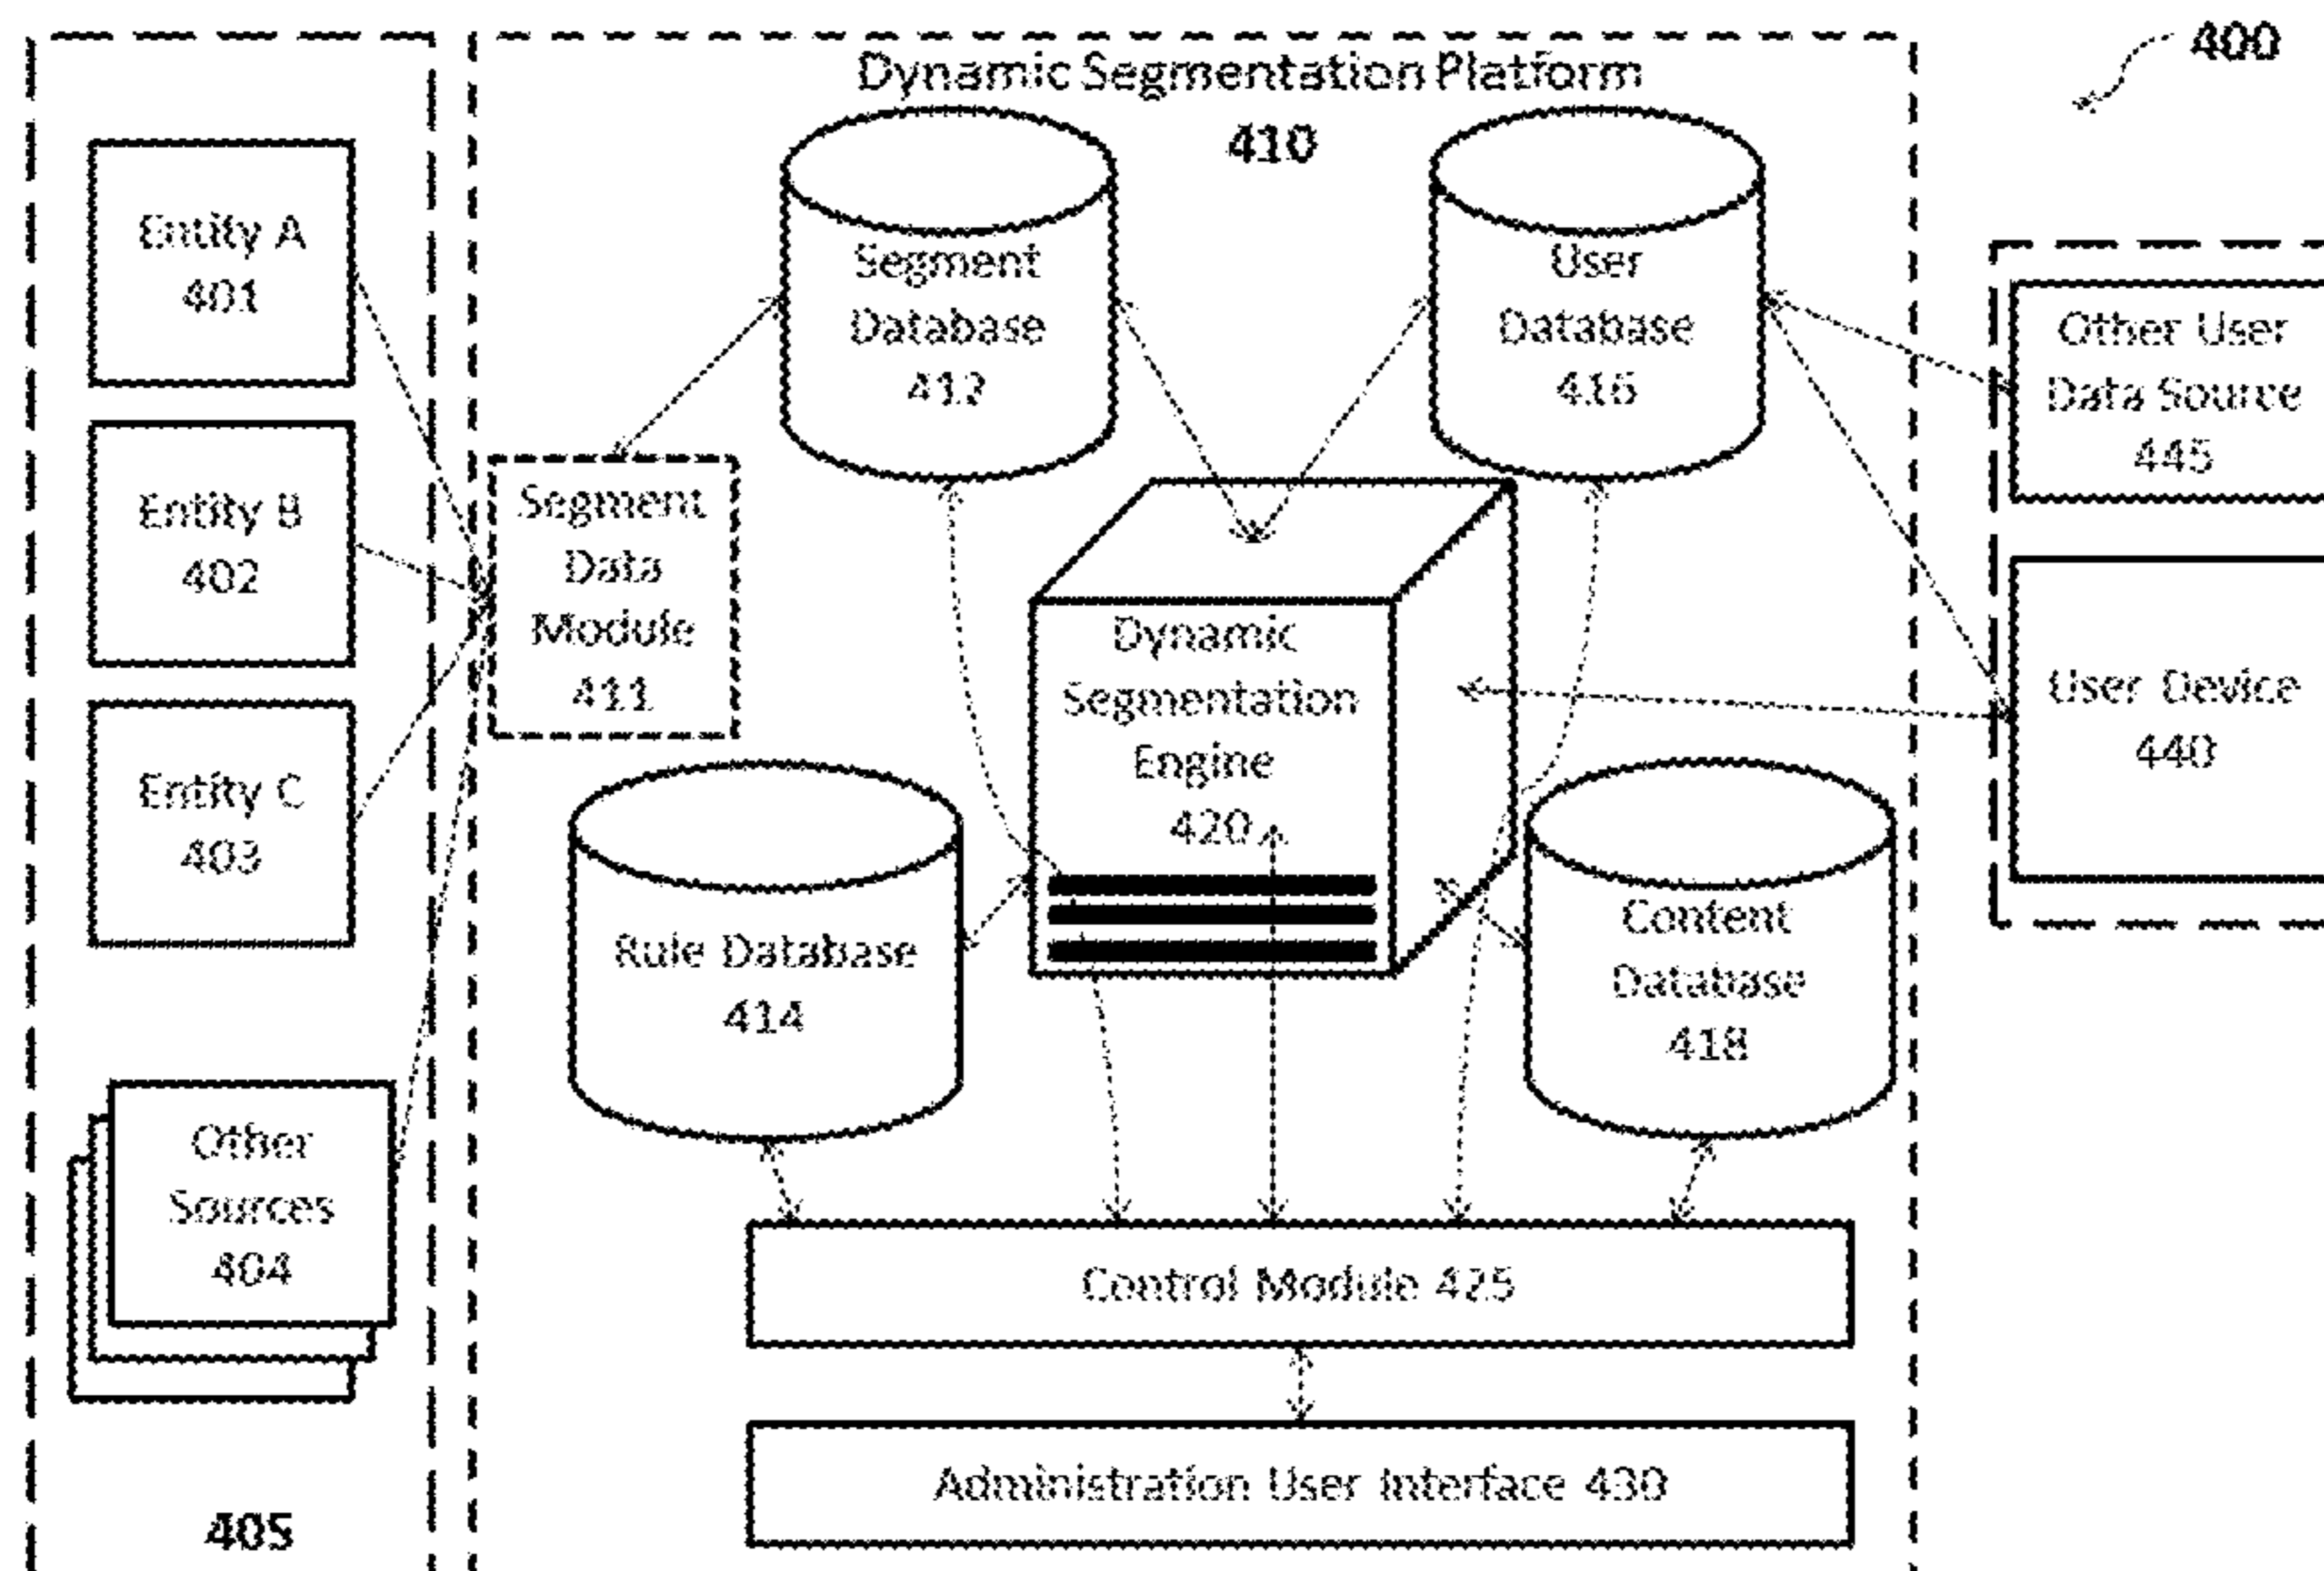 400
Dynamic Segmentation Platform
410
Entity A
401
Entity B
402
Entity C
403
Other
Sources
404
405
Segment
Data
Module
411
Segment
Database
412
User
Database
416
Dynamic
Segmentation
Engine
420
Rule Database
414
Content
Database
418
Control Module 425
Administration User Interface 430
Other User
Data Source
445
User Device
440